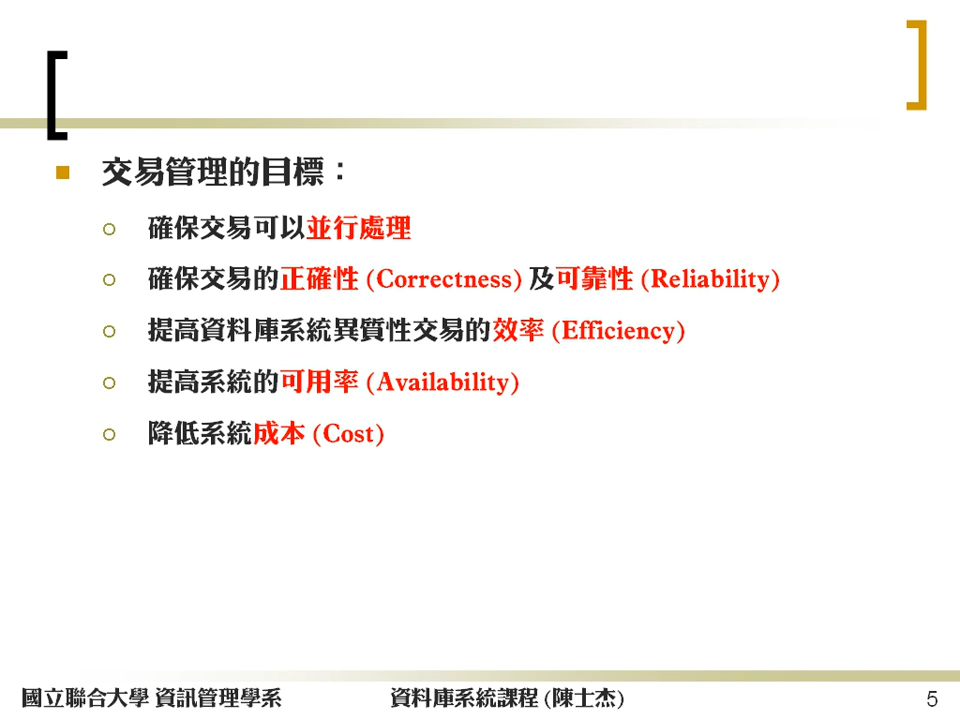 交易管理的目標：
確保交易可以並行處理
確保交易的正確性 (Correctness) 及可靠性 (Reliability)
提高資料庫系統異質性交易的效率 (Efficiency)
提高系統的可用率 (Availability)
降低系統成本 (Cost)
國立聯合大學 資訊管理學系 資料庫系統課程 (陳士杰) 5